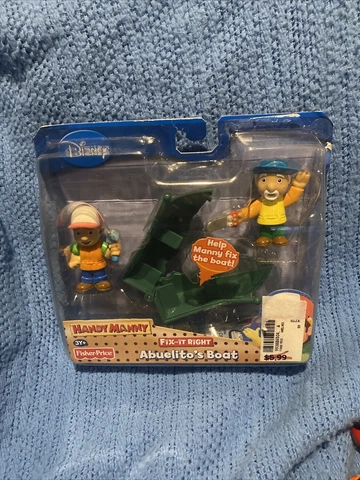 Disney
Help
Manny fix
the boat!
HANDY MANNY
FIX-IT RIGHT
3Y+
Fisher-Price
Abuelito's Boat
$5.99